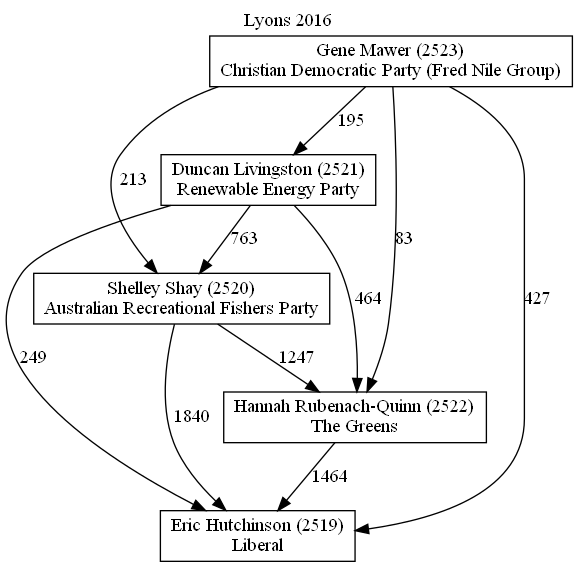 Lyons 2016
Gene Mawer (2523)
Christian Democratic Party (Fred Nile Group)
195
Duncan Livingston (2521)
Renewable Energy Party
213
763
83
Shelley Shay (2520)
Australian Recreational Fishers Party
464
427
249
1247
1840
Hannah Rubenach-Quinn (2522)
The Greens
1464
Eric Hutchinson (2519)
Liberal